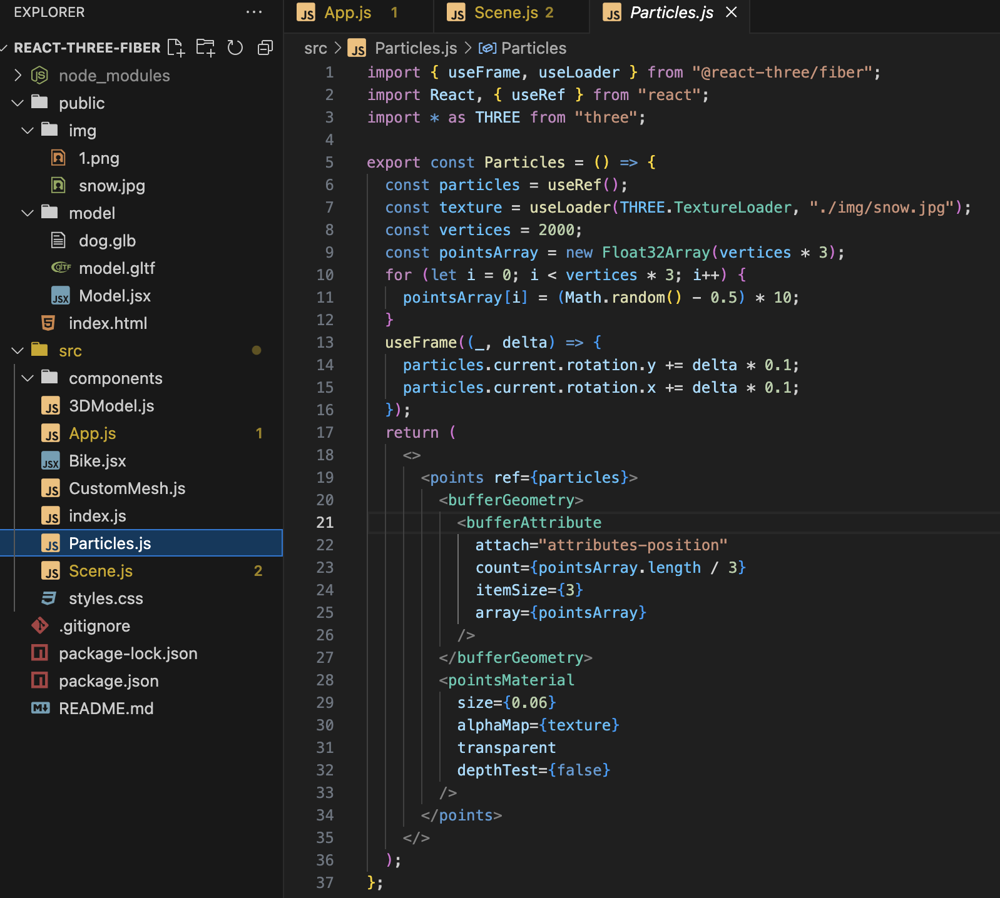 EXPLORER ...
REACT-THREE-FIBER
node_modules
public
img
1.png
snow.jpg
model
dog.glb
model.gltf
Model.jsx
index.html
src
components
3DModel.js
App.js 1
Bike.jsx
CustomMesh.js
index.js
Particles.js
Scene.js 2
styles.css
.gitignore
package-lock.json
package.json
README.md
App.js 1 Scene.js 2 Particles.js
src > Particles.js > Particles
1 import { useFrame, useLoader } from "@react-three/fiber";
2 import React, { useRef } from "react";
3 import * as THREE from "three";
4
5 export const Particles = () => {
6 const particles = useRef();
7 const texture = useLoader(THREE.TextureLoader, "./img/snow.jpg");
8 const vertices = 2000;
9 const pointsArray = new Float32Array(vertices * 3);
10 for (let i = 0; i < vertices * 3; i++) {
11 pointsArray[i] = (Math.random() - 0.5) * 10;
12 }
13 useFrame((_, delta) => {
14 particles.current.rotation.y += delta * 0.1;
15 particles.current.rotation.x += delta * 0.1;
16 });
17 return (
18 <>
19 <points ref={particles}>
20 <bufferGeometry>
21 <bufferAttribute
22 attach="attributes-position"
23 count={pointsArray.length / 3}
24 itemSize={3}
25 array={pointsArray}
26 />
27 </bufferGeometry>
28 <pointsMaterial
29 size={0.06}
30 alphaMap={texture}
31 transparent
32 depthTest={false}
33 />
34 </points>
35 </>
36 );
37 };